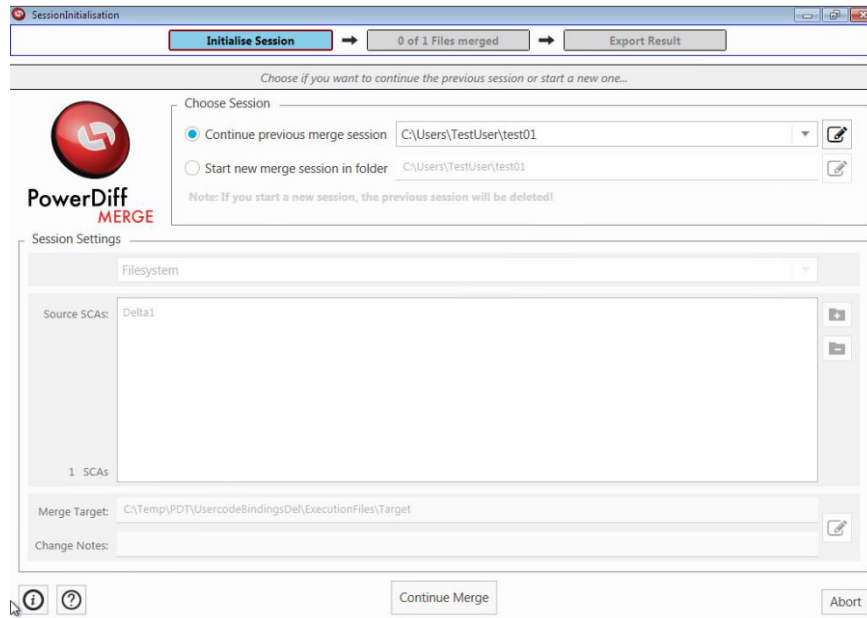 SessionInitialisation
Initialise Session
0 of 1 Files merged
Export Result
Choose if you want to continue the previous session or start a new one...
Choose Session
Continue previous merge session C:\Users\TestUser\test01
Start new merge session in folder C:\Users\TestUser\test01
Note: If you start a new session, the previous session will be deleted!
PowerDiff
MERGE
Session Settings
Filesystem
Source SCAs: Delta1
1 SCAs
Merge Target: C:\Temp\PDT\UsercodeBindingsDel\ExecutionFiles\Target
Change Notes:
Continue Merge
Abort